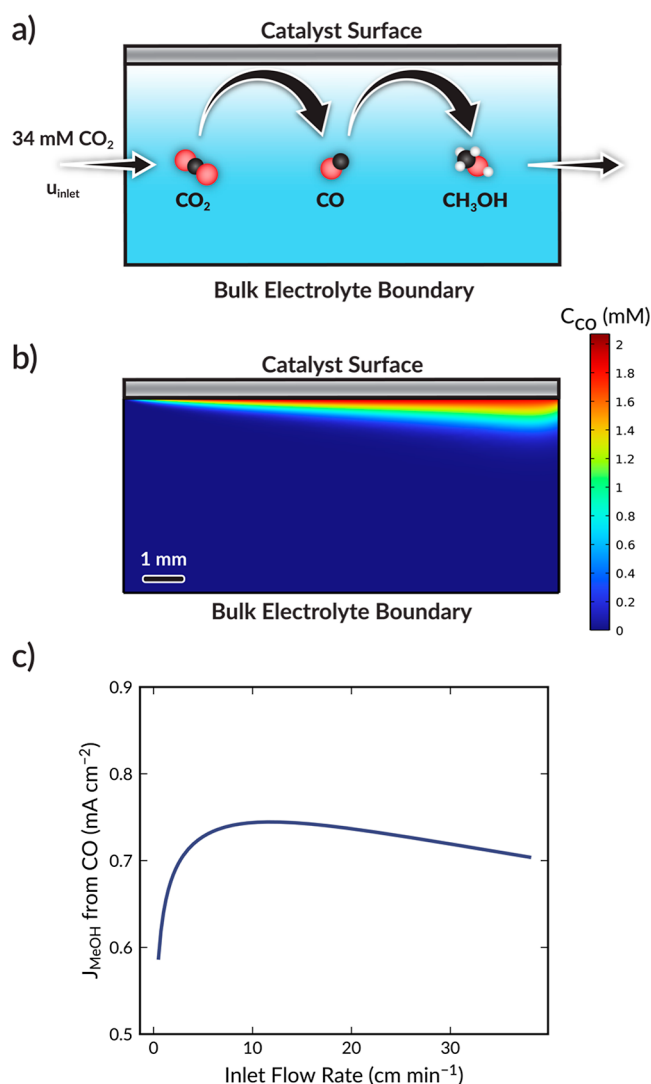 a)
Catalyst Surface
34 mM CO₂
u_inlet
CO₂
CO
CH₃OH
Bulk Electrolyte Boundary
b)
C_CO (mM)
Catalyst Surface
2
1.8
1.6
1.4
1.2
1
0.8
0.6
0.4
0.2
0
1 mm
Bulk Electrolyte Boundary
c)
0.9
0.8
0.7
0.6
0.5
J_MeOH from CO (mA cm⁻²)
0
10
20
30
Inlet Flow Rate (cm min⁻¹)